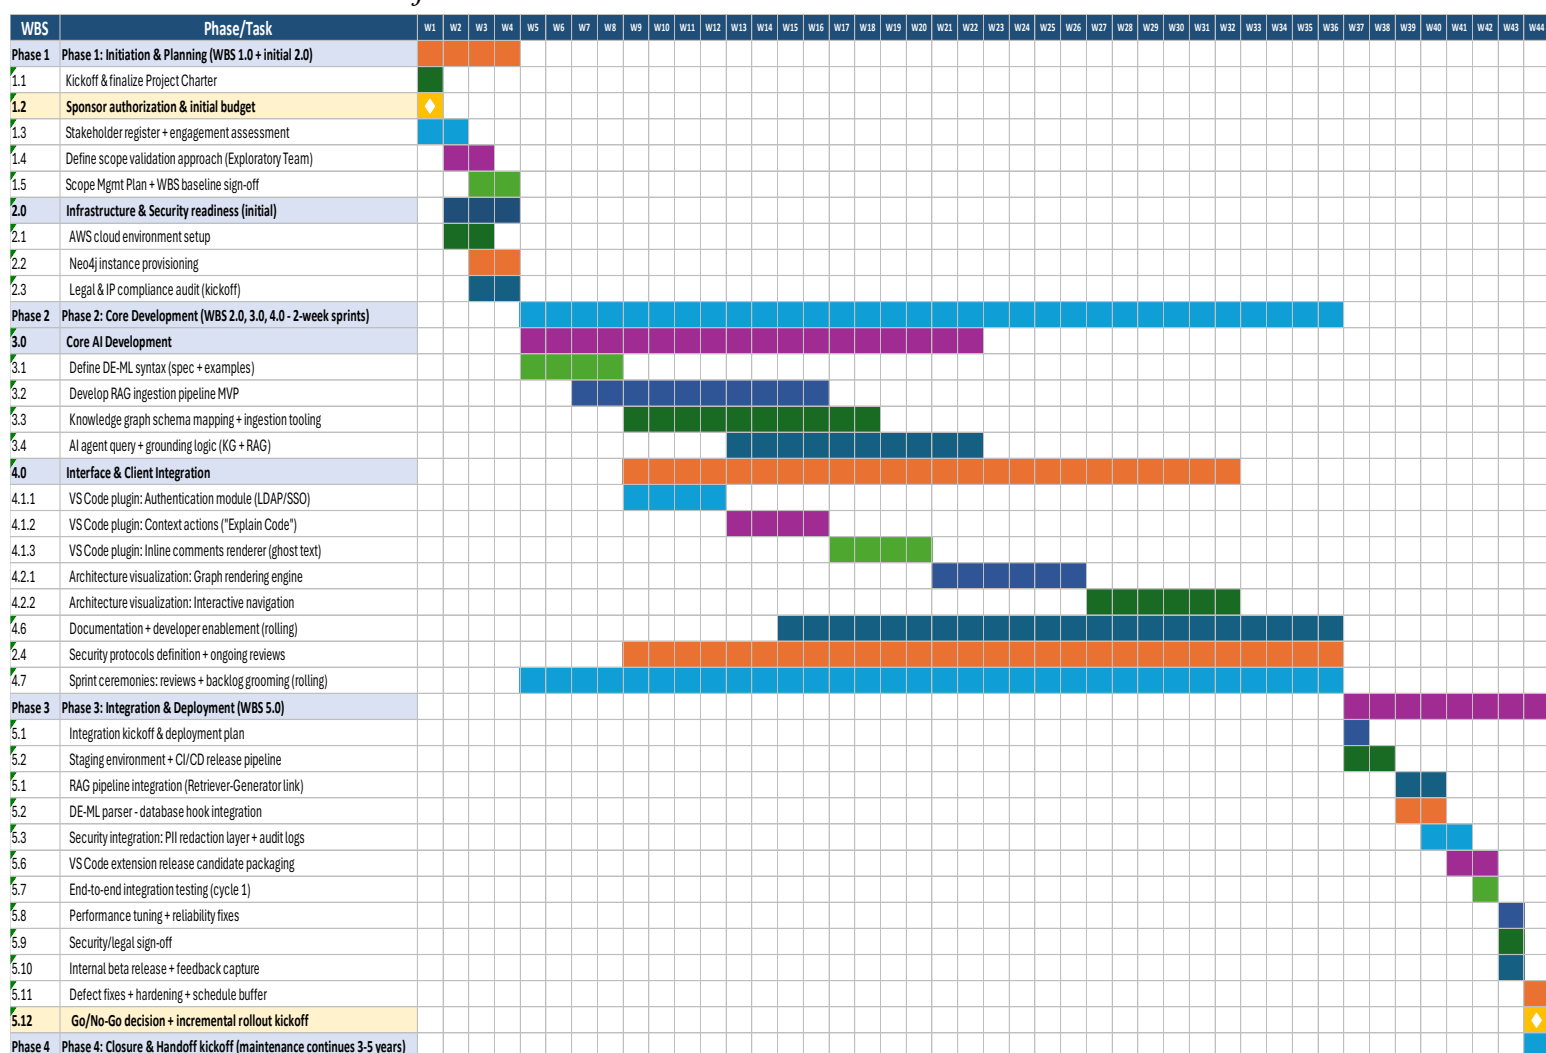 WBS Phase/Task W1 W2 W3 W4 W5 W6 W7 W8 W9 W10 W11 W12 W13 W14 W15 W16 W17 W18 W19 W20 W21 W22 W23 W24 W25 W26 W27 W28 W29 W30 W31 W32 W33 W34 W35 W36 W37 W38 W39 W40 W41 W42 W43 W44
Phase 1 Phase 1: Initiation & Planning (WBS 1.0 + initial 2.0)
1.1 Kickoff & finalize Project Charter
1.2 Sponsor authorization & initial budget
1.3 Stakeholder register + engagement assessment
1.4 Define scope validation approach (Exploratory Team)
1.5 Scope Mgmt Plan + WBS baseline sign-off
2.0 Infrastructure & Security readiness (initial)
2.1 AWS cloud environment setup
2.2 Neo4j instance provisioning
2.3 Legal & IP compliance audit (kickoff)
Phase 2 Phase 2: Core Development (WBS 2.0, 3.0, 4.0 - 2-week sprints)
3.0 Core AI Development
3.1 Define DE-ML syntax (spec + examples)
3.2 Develop RAG ingestion pipeline MVP
3.3 Knowledge graph schema mapping + ingestion tooling
3.4 AI agent query + grounding logic (KG + RAG)
4.0 Interface & Client Integration
4.1.1 VS Code plugin: Authentication module (LDAP/SSO)
4.1.2 VS Code plugin: Context actions ("Explain Code")
4.1.3 VS Code plugin: Inline comments renderer (ghost text)
4.2.1 Architecture visualization: Graph rendering engine
4.2.2 Architecture visualization: Interactive navigation
4.6 Documentation + developer enablement (rolling)
2.4 Security protocols definition + ongoing reviews
4.7 Sprint ceremonies: reviews + backlog grooming (rolling)
Phase 3 Phase 3: Integration & Deployment (WBS 5.0)
5.1 Integration kickoff & deployment plan
5.2 Staging environment + CI/CD release pipeline
5.1 RAG pipeline integration (Retriever-Generator link)
5.2 DE-ML parser - database hook integration
5.3 Security integration: PII redaction layer + audit logs
5.6 VS Code extension release candidate packaging
5.7 End-to-end integration testing (cycle 1)
5.8 Performance tuning + reliability fixes
5.9 Security/legal sign-off
5.10 Internal beta release + feedback capture
5.11 Defect fixes + hardening + schedule buffer
5.12 Go/No-Go decision + incremental rollout kickoff
Phase 4 Phase 4: Closure & Handoff kickoff (maintenance continues 3-5 years)